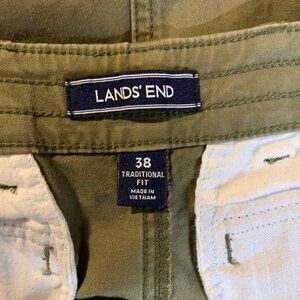 LANDS' END
38
TRADITIONAL
FIT
MADE IN
VIETNAM